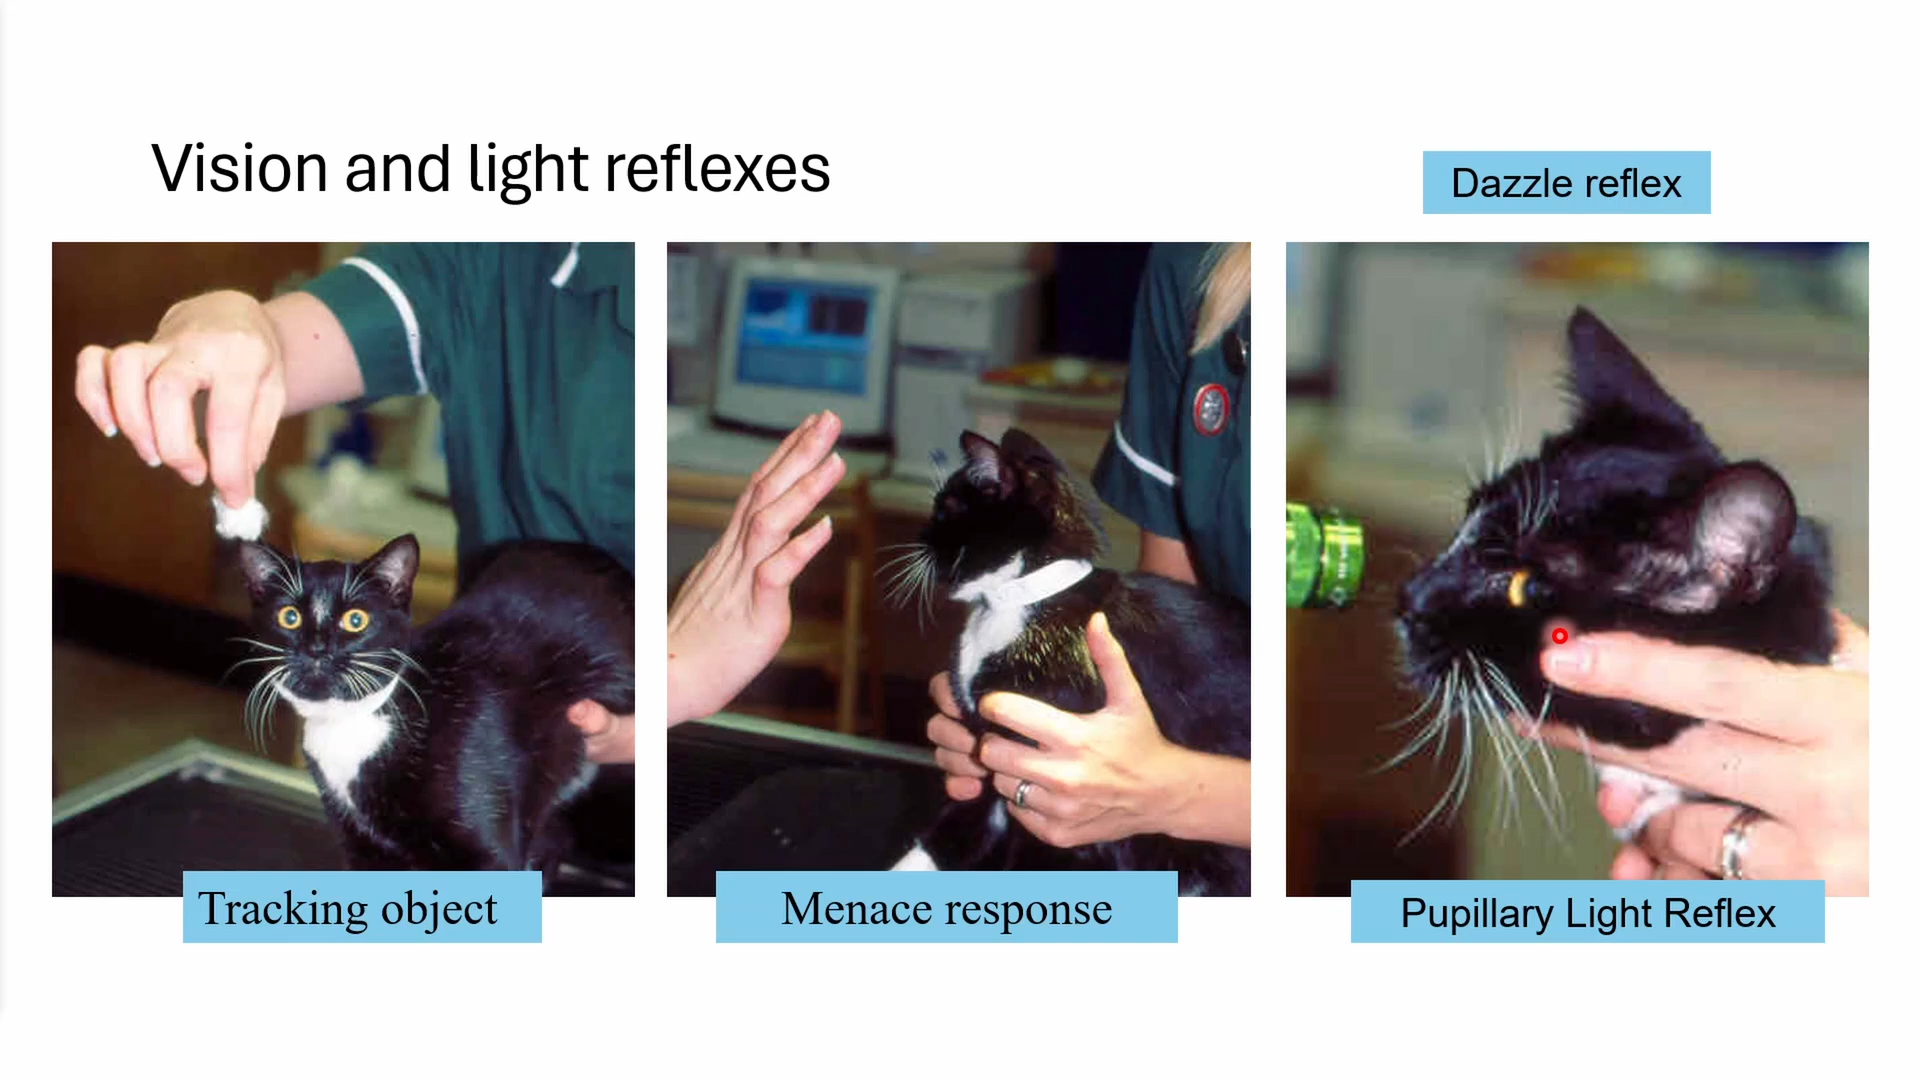 Vision and light reflexes
Dazzle reflex
Tracking object
Menace response
Pupillary Light Reflex